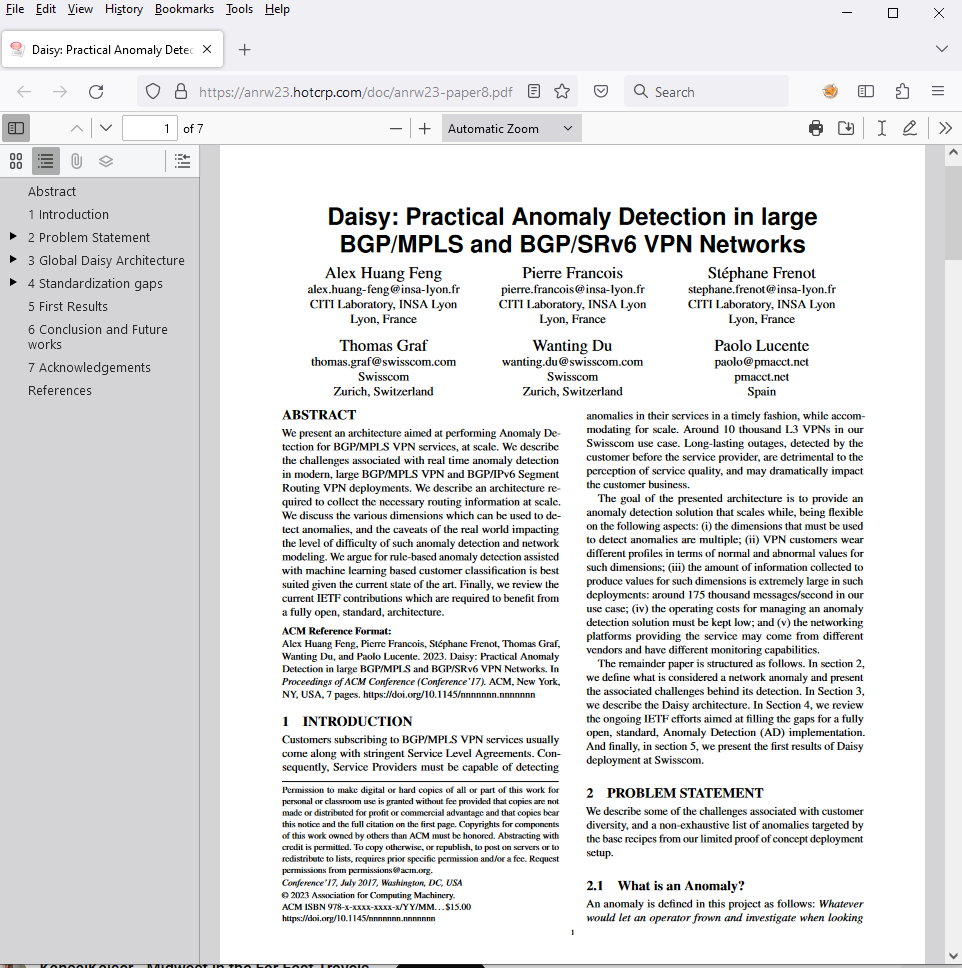 File Edit View History Bookmarks Tools Help
Daisy: Practical Anomaly Detec
https://anrw23.hotcrp.com/doc/anrw23-paper8.pdf
Search
1 of 7
Automatic Zoom
Abstract
1 Introduction
2 Problem Statement
3 Global Daisy Architecture
4 Standardization gaps
5 First Results
6 Conclusion and Future
works
7 Acknowledgements
References
Daisy: Practical Anomaly Detection in large
BGP/MPLS and BGP/SRv6 VPN Networks
Alex Huang Feng
alex.huang-feng@insa-lyon.fr
CITI Laboratory, INSA Lyon
Lyon, France
Pierre Francois
pierre.francois@insa-lyon.fr
CITI Laboratory, INSA Lyon
Lyon, France
Stéphane Frenot
stephane.frenot@insa-lyon.fr
CITI Laboratory, INSA Lyon
Lyon, France
Thomas Graf
thomas.graf@swisscom.com
Swisscom
Zurich, Switzerland
Wanting Du
wanting.du@swisscom.com
Swisscom
Zurich, Switzerland
Paolo Lucente
paolo@pmacct.net
pmacct.net
Spain
ABSTRACT
We present an architecture aimed at performing Anomaly De-
tection for BGP/MPLS VPN services, at scale. We describe
the challenges associated with real time anomaly detection
in modern, large BGP/MPLS VPN and BGP/IPv6 Segment
Routing VPN deployments. We describe an architecture re-
quired to collect the necessary routing information at scale.
We discuss the various dimensions which can be used to de-
tect anomalies, and the caveats of the real world impacting
the level of difficulty of such anomaly detection and network
modeling. We argue for rule-based anomaly detection assisted
with machine learning based customer classification is best
suited given the current state of the art. Finally, we review the
current IETF contributions which are required to benefit from
a fully open, standard, architecture.
ACM Reference Format:
Alex Huang Feng, Pierre Francois, Stéphane Frenot, Thomas Graf,
Wanting Du, and Paolo Lucente. 2023. Daisy: Practical Anomaly
Detection in large BGP/MPLS and BGP/SRv6 VPN Networks. In
Proceedings of ACM Conference (Conference'17). ACM, New York,
NY, USA, 7 pages. https://doi.org/10.1145/nnnnnnn.nnnnnnn
1 INTRODUCTION
Customers subscribing to BGP/MPLS VPN services usually
come along with stringent Service Level Agreements. Con-
sequently, Service Providers must be capable of detecting
Permission to make digital or hard copies of all or part of this work for
personal or classroom use is granted without fee provided that copies are not
made or distributed for profit or commercial advantage and that copies bear
this notice and the full citation on the first page. Copyrights for components
of this work owned by others than ACM must be honored. Abstracting with
credit is permitted. To copy otherwise, or republish, to post on servers or to
redistribute to lists, requires prior specific permission and/or a fee. Request
permissions from permissions@acm.org.
Conference'17, July 2017, Washington, DC, USA
© 2023 Association for Computing Machinery.
ACM ISBN 978-x-xxxx-xxxx-x/YY/MM...$15.00
https://doi.org/10.1145/nnnnnnn.nnnnnnn
anomalies in their services in a timely fashion, while accom-
modating for scale. Around 10 thousand L3 VPNs in our
Swisscom use case. Long-lasting outages, detected by the
customer before the service provider, are detrimental to the
perception of service quality, and may dramatically impact
the customer business.
The goal of the presented architecture is to provide an
anomaly detection solution that scales while, being flexible
on the following aspects: (i) the dimensions that must be used
to detect anomalies are multiple; (ii) VPN customers wear
different profiles in terms of normal and abnormal values for
such dimensions; (iii) the amount of information collected to
produce values for such dimensions is extremely large in such
deployments: around 175 thousand messages/second in our
use case; (iv) the operating costs for managing an anomaly
detection solution must be kept low; and (v) the networking
platforms providing the service may come from different
vendors and have different monitoring capabilities.
The remainder paper is structured as follows. In section 2,
we define what is considered a network anomaly and present
the associated challenges behind its detection. In Section 3,
we describe the Daisy architecture. In Section 4, we review
the ongoing IETF efforts aimed at filling the gaps for a fully
open, standard, Anomaly Detection (AD) implementation.
And finally, in section 5, we present the first results of Daisy
deployment at Swisscom.
2 PROBLEM STATEMENT
We describe some of the challenges associated with customer
diversity, and a non-exhaustive list of anomalies targeted by
the base recipes from our limited proof of concept deployment
setup.
2.1 What is an Anomaly?
An anomaly is defined in this project as follows: Whatever
would let an operator frown and investigate when looking
1